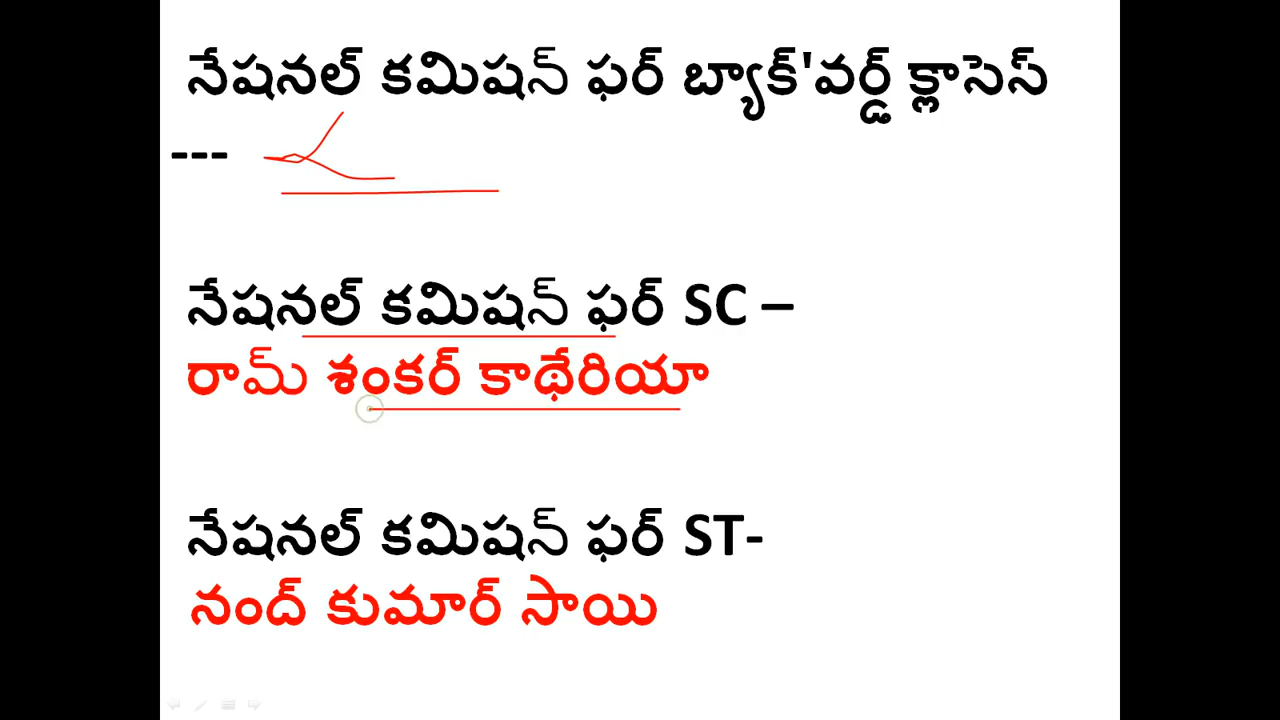 నేషనల్ కమిషన్ ఫర్ బ్యాక్'వర్డ్ క్లాసెస్
---
నేషనల్ కమిషన్ ఫర్ SC –
రామ్ శంకర్ కాథేరియా
నేషనల్ కమిషన్ ఫర్ ST-
నంద్ కుమార్ సాయి